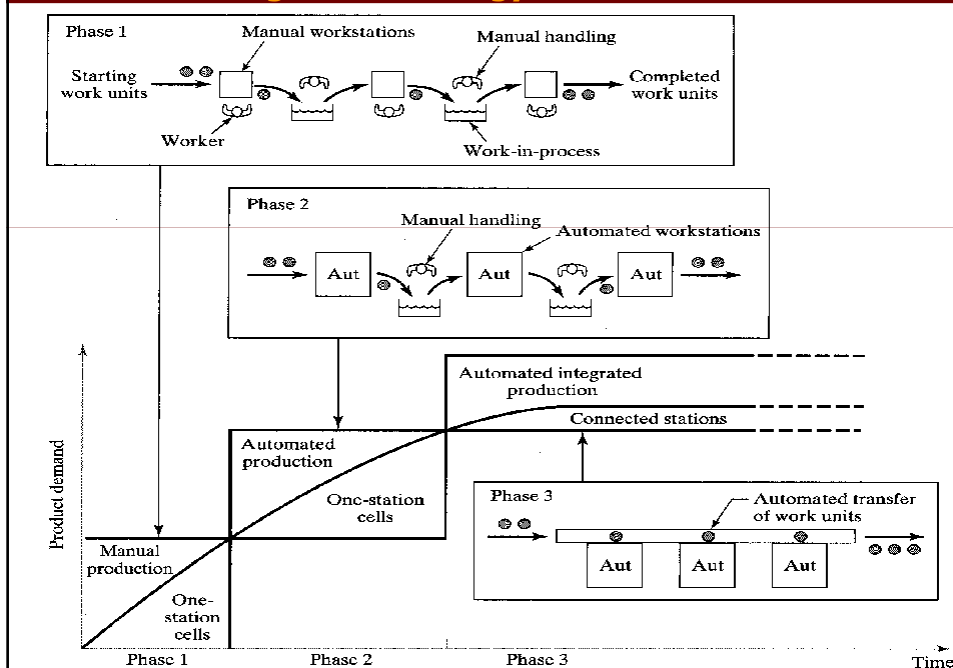 Phase 1
Manual workstations
Manual handling
Starting
work units
Completed
work units
Worker
Work-in-process
Phase 2
Manual handling
Automated workstations
Aut
Aut
Aut
Product demand
Automated integrated
production
Connected stations
Automated
production
One-station
cells
Manual
production
One-
station
cells
Phase 3
Automated transfer
of work units
Aut
Aut
Aut
Phase 1
Phase 2
Phase 3
Time